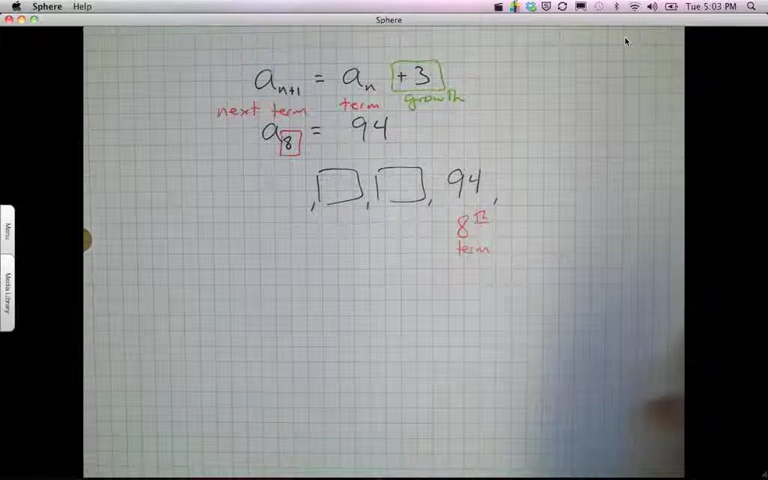 Sphere Help Tue 5:03 PM
Sphere
aₙ₊₁ = aₙ +3
next term term growth
a₈ = 94
, , , 94,
8th
term
Menu
Media Library